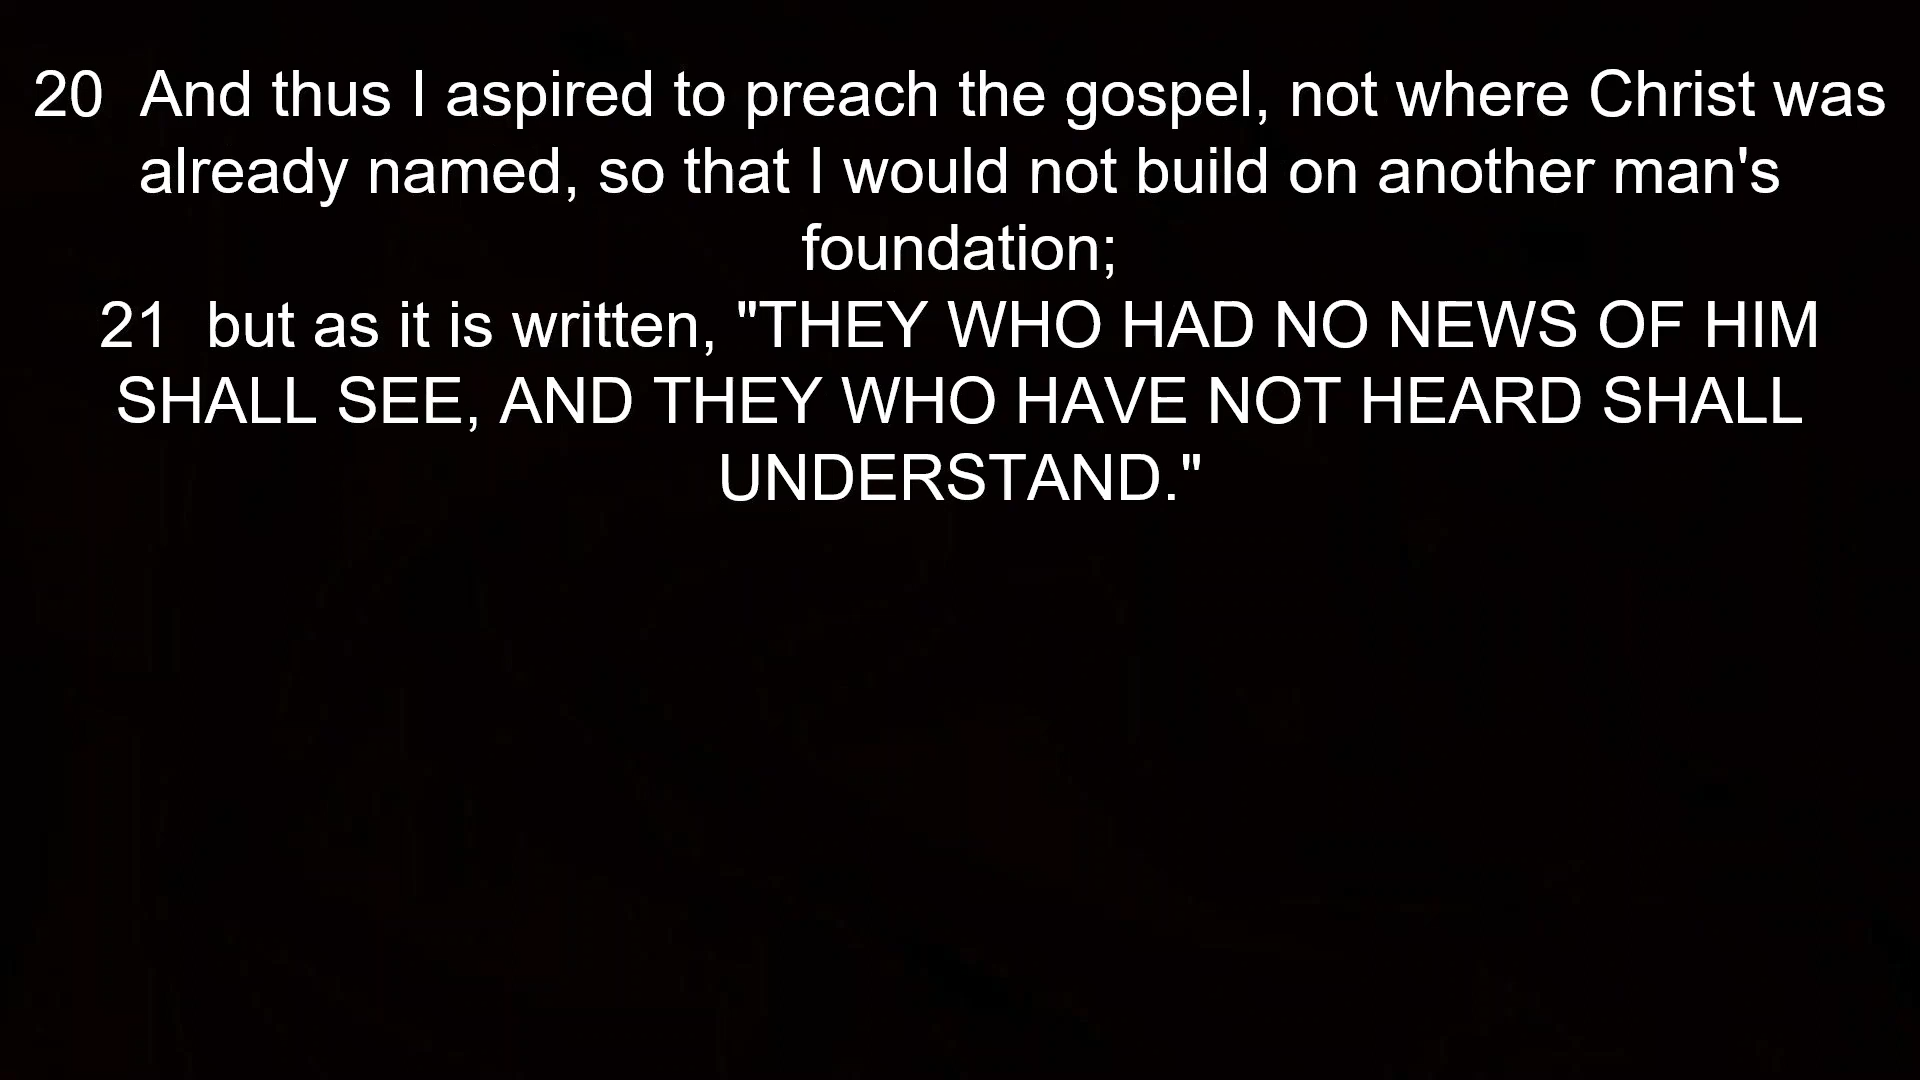 20  And thus I aspired to preach the gospel, not where Christ was
already named, so that I would not build on another man's
foundation;
21  but as it is written, "THEY WHO HAD NO NEWS OF HIM
SHALL SEE, AND THEY WHO HAVE NOT HEARD SHALL
UNDERSTAND."